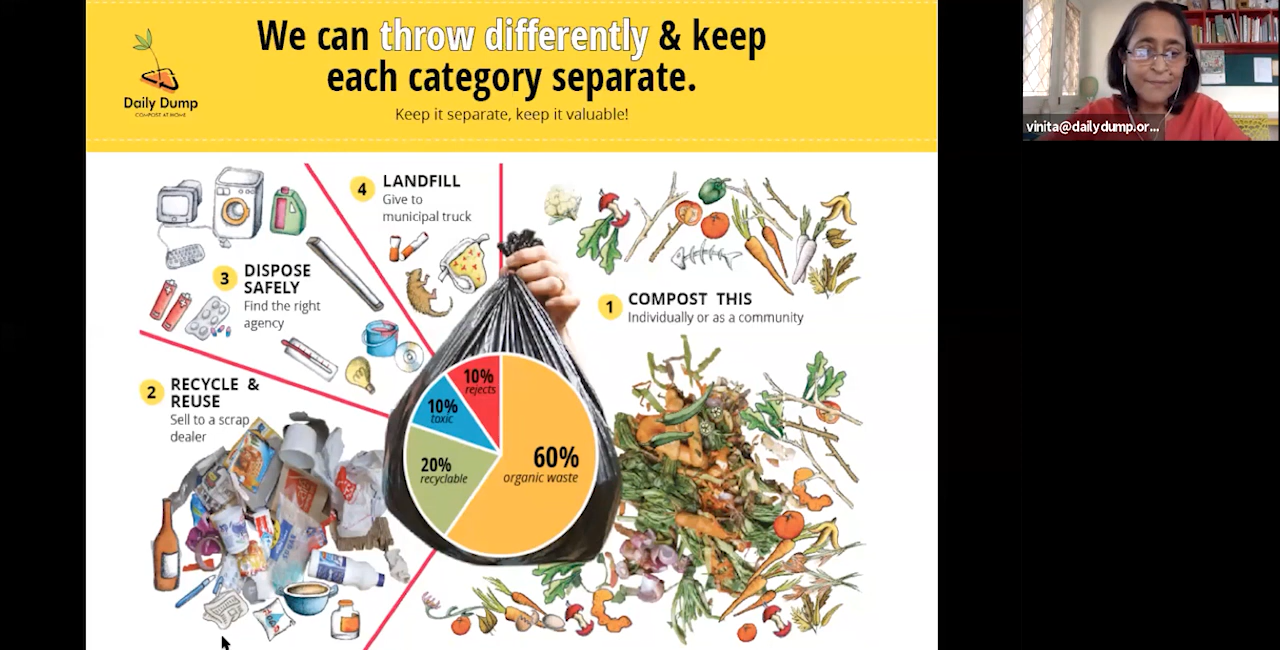 We can throw differently & keep
each category separate.
Keep it separate, keep it valuable!
Daily Dump
COMPOST AT HOME
vinita@dailydump.or...
4 LANDFILL
Give to
municipal truck
3 DISPOSE
SAFELY
Find the right
agency
1 COMPOST THIS
Individually or as a community
2 RECYCLE &
REUSE
Sell to a scrap
dealer
10%
rejects
10%
toxic
20%
recyclable
60%
organic waste